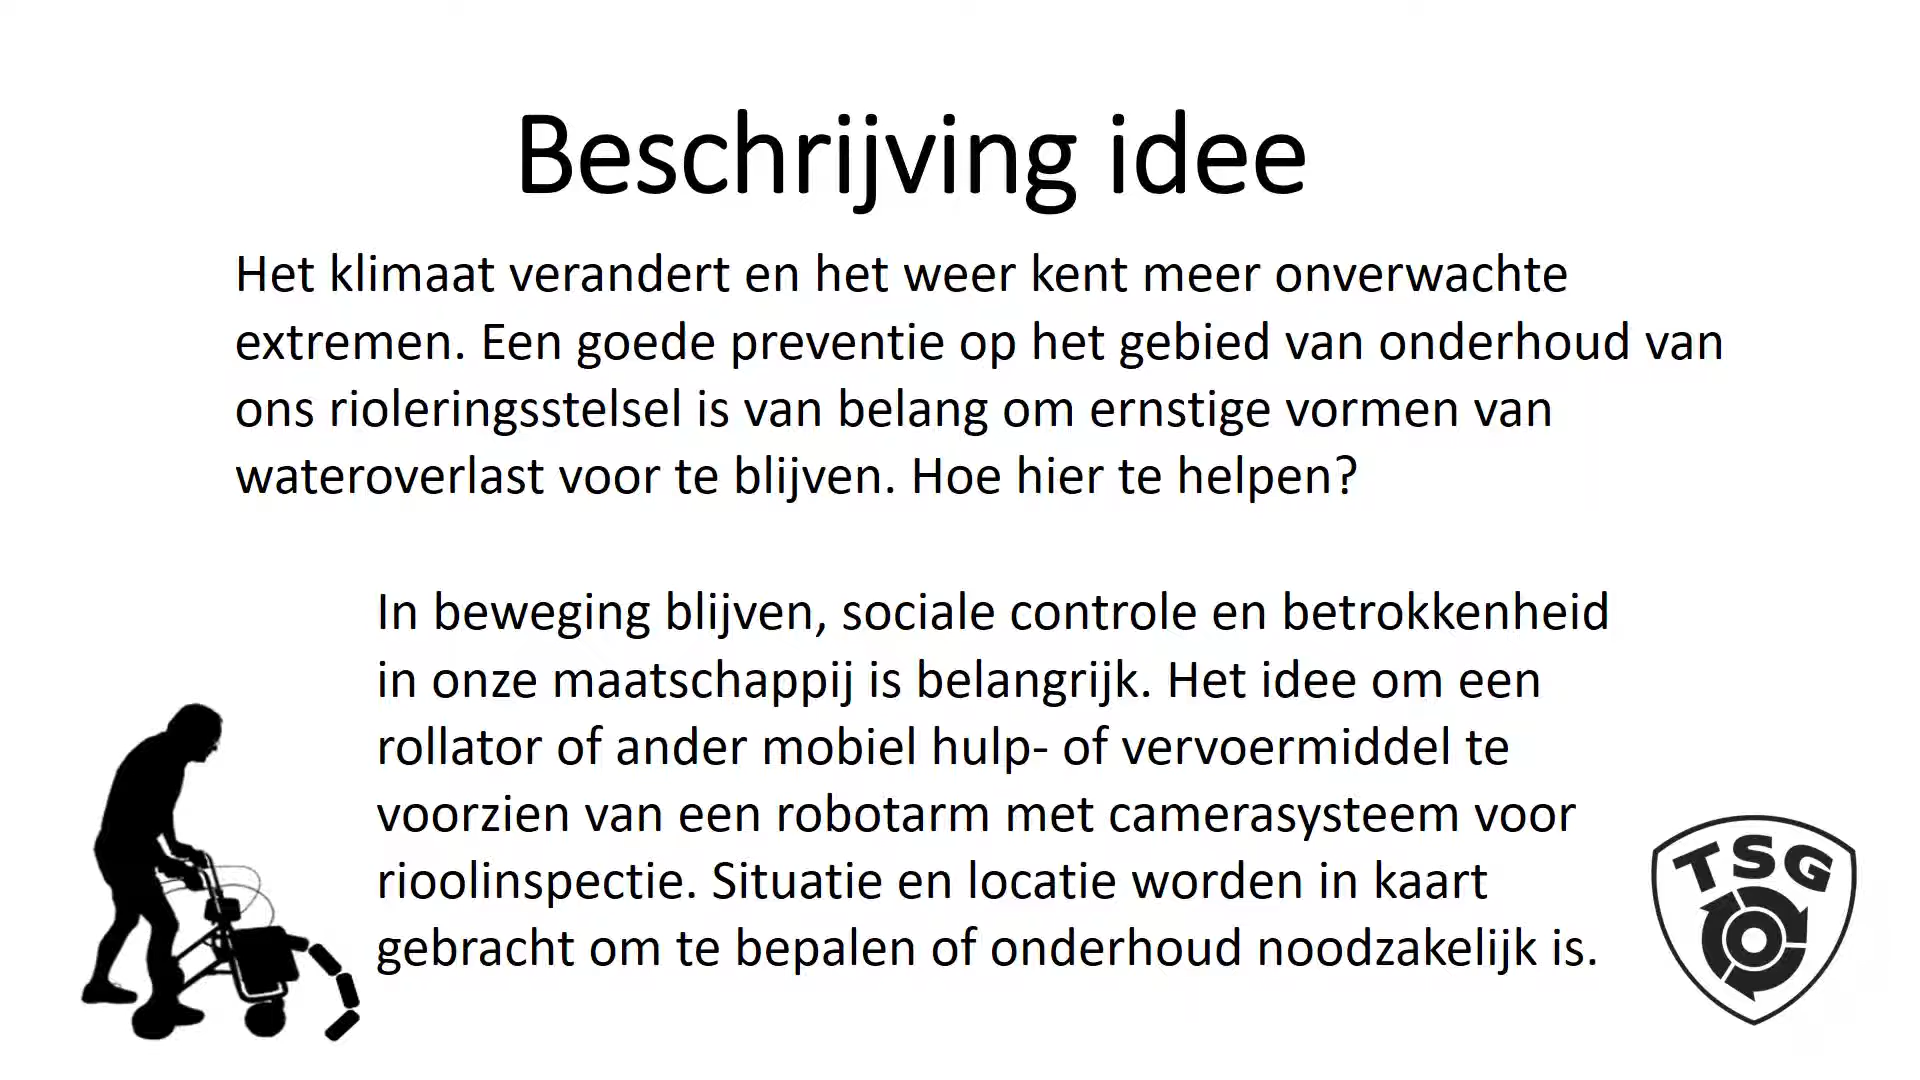 Beschrijving idee
Het klimaat verandert en het weer kent meer onverwachte
extremen. Een goede preventie op het gebied van onderhoud van
ons rioleringsstelsel is van belang om ernstige vormen van
wateroverlast voor te blijven. Hoe hier te helpen?
In beweging blijven, sociale controle en betrokkenheid
in onze maatschappij is belangrijk. Het idee om een
rollator of ander mobiel hulp- of vervoermiddel te
voorzien van een robotarm met camerasysteem voor
rioolinspectie. Situatie en locatie worden in kaart
gebracht om te bepalen of onderhoud noodzakelijk is.
TSG